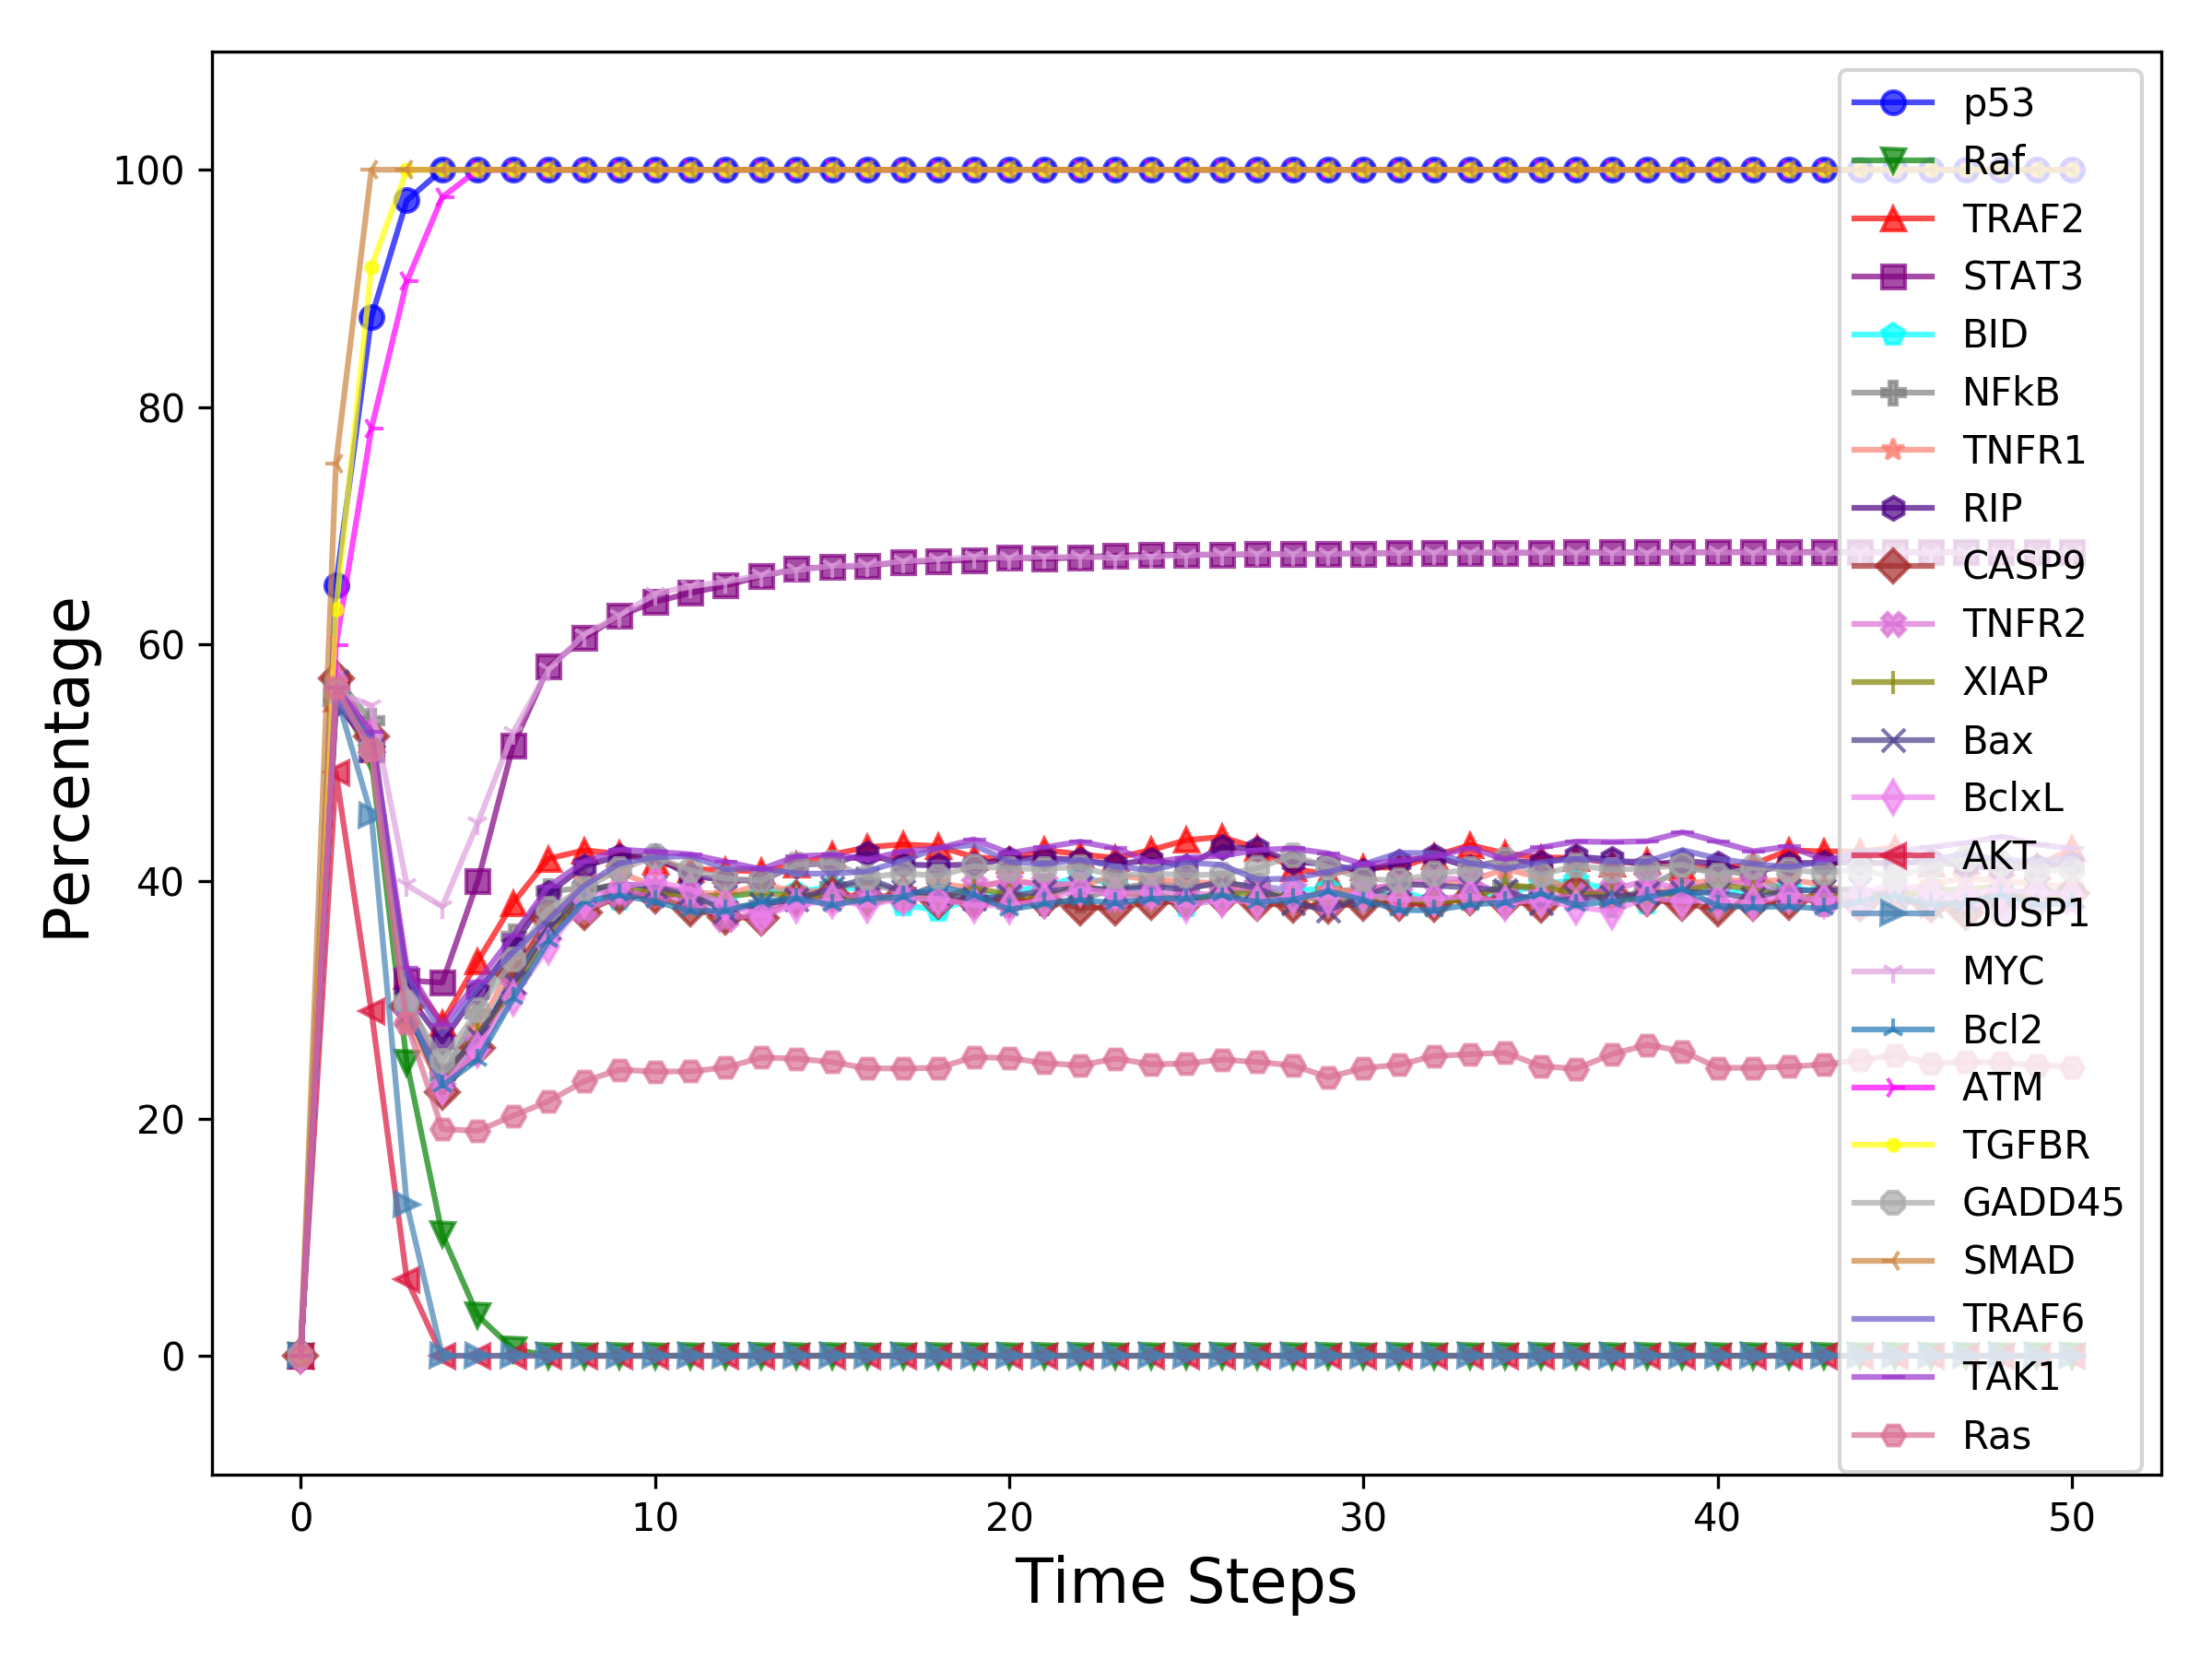 Percentage
100
80
60
40
20
0
0 10 20 30 40 50
Time Steps
p53
Raf
TRAF2
STAT3
BID
NFkB
TNFR1
RIP
CASP9
TNFR2
XIAP
Bax
BclxL
AKT
DUSP1
MYC
Bcl2
ATM
TGFBR
GADD45
SMAD
TRAF6
TAK1
Ras